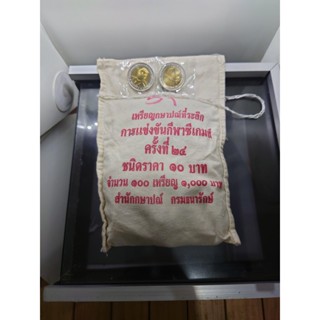 เหรียญกษาปณ์ที่ระลึก
การแข่งขันกีฬาซีเกมส์
ครั้งที่ ๒๔
ชนิดราคา ๑๐ บาท
จำนวน ๑๐๐ เหรียญ ๑,๐๐๐ บาท
สำนักกษาปณ์ กรมธนารักษ์